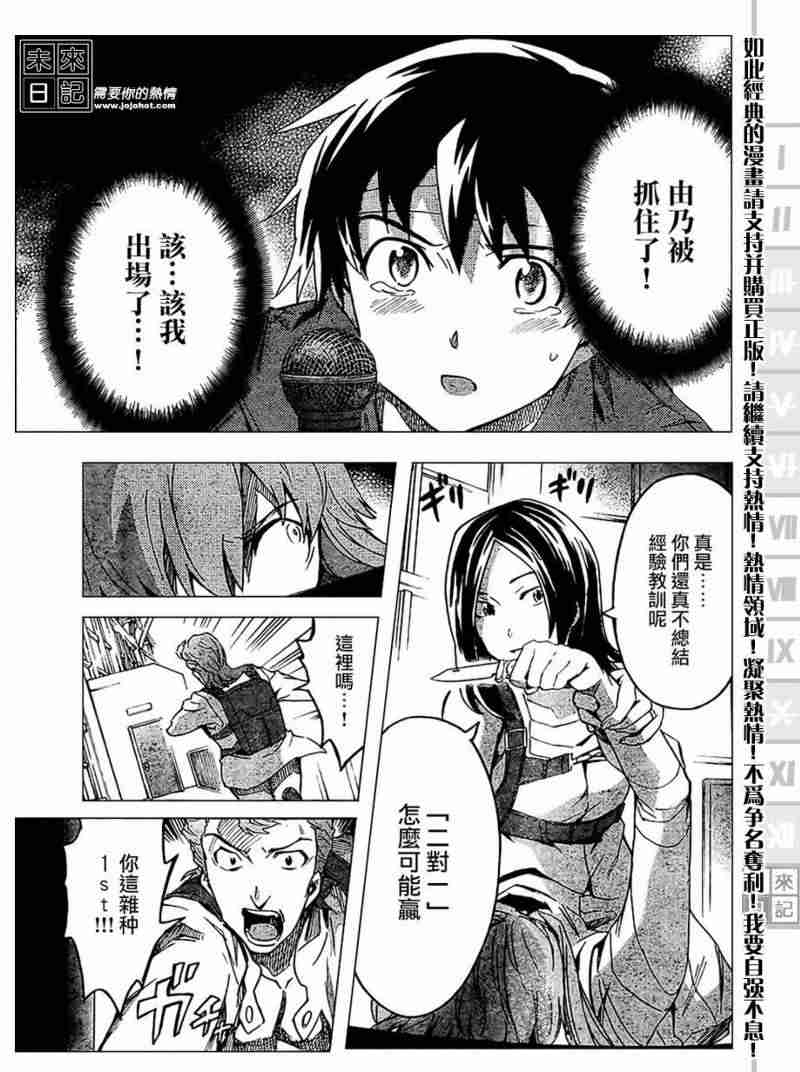 未來
日記
需要你的熱情
www.jojohot.com
由乃被
抓住了！
該…該我
出場了…！
真是……
你們還真不總結
經驗教訓呢
ギリ
ギリ
「二對一」
怎麼可能贏
這裡嗎…！
你這雜种
1st!!!
ガガ
如此經典的漫畫請支持并購買正版！請繼續支持熱情！熱情領域！凝聚熱情！不爲争名奪利！我要自强不息！
I
II
III
IV
V
VI
VII
VIII
IX
X
XI
來
記